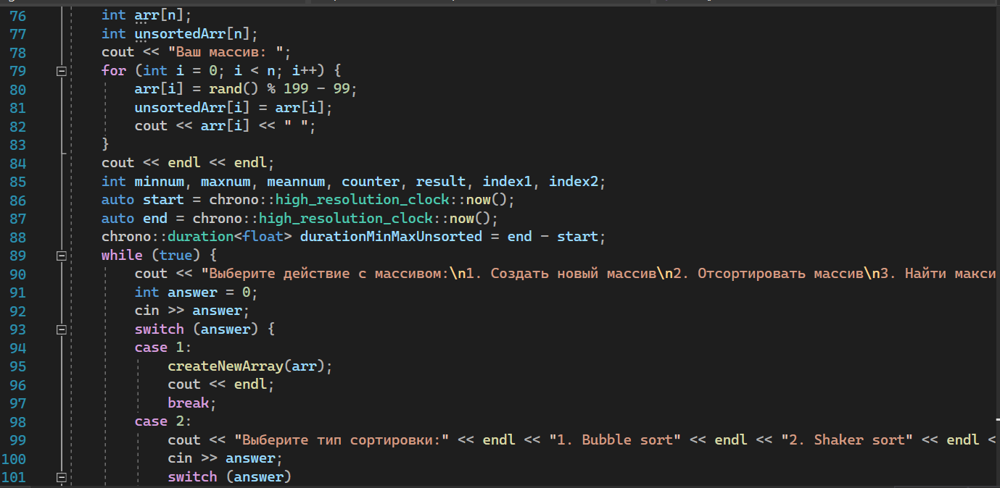 76 int arr[n];
77 int unsortedArr[n];
78 cout << "Ваш массив: ";
79 for (int i = 0; i < n; i++) {
80 arr[i] = rand() % 199 - 99;
81 unsortedArr[i] = arr[i];
82 cout << arr[i] << " ";
83 }
84 cout << endl << endl;
85 int minnum, maxnum, meannum, counter, result, index1, index2;
86 auto start = chrono::high_resolution_clock::now();
87 auto end = chrono::high_resolution_clock::now();
88 chrono::duration<float> durationMinMaxUnsorted = end - start;
89 while (true) {
90 cout << "Выберите действие с массивом:\n1. Создать новый массив\n2. Отсортировать массив\n3. Найти макси
91 int answer = 0;
92 cin >> answer;
93 switch (answer) {
94 case 1:
95 createNewArray(arr);
96 cout << endl;
97 break;
98 case 2:
99 cout << "Выберите тип сортировки:" << endl << "1. Bubble sort" << endl << "2. Shaker sort" << endl <
100 cin >> answer;
101 switch (answer)